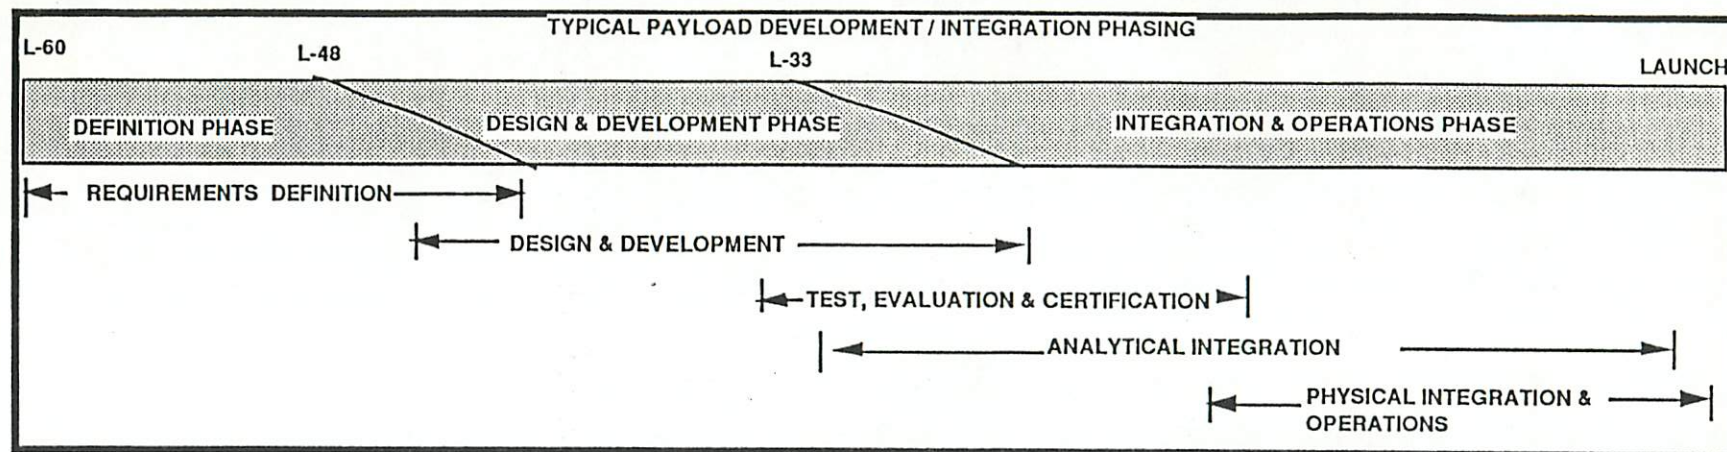 TYPICAL PAYLOAD DEVELOPMENT / INTEGRATION PHASING
L-60
L-48
L-33
LAUNCH
DEFINITION PHASE
DESIGN & DEVELOPMENT PHASE
INTEGRATION & OPERATIONS PHASE
REQUIREMENTS DEFINITION
DESIGN & DEVELOPMENT
TEST, EVALUATION & CERTIFICATION
ANALYTICAL INTEGRATION
PHYSICAL INTEGRATION &
OPERATIONS